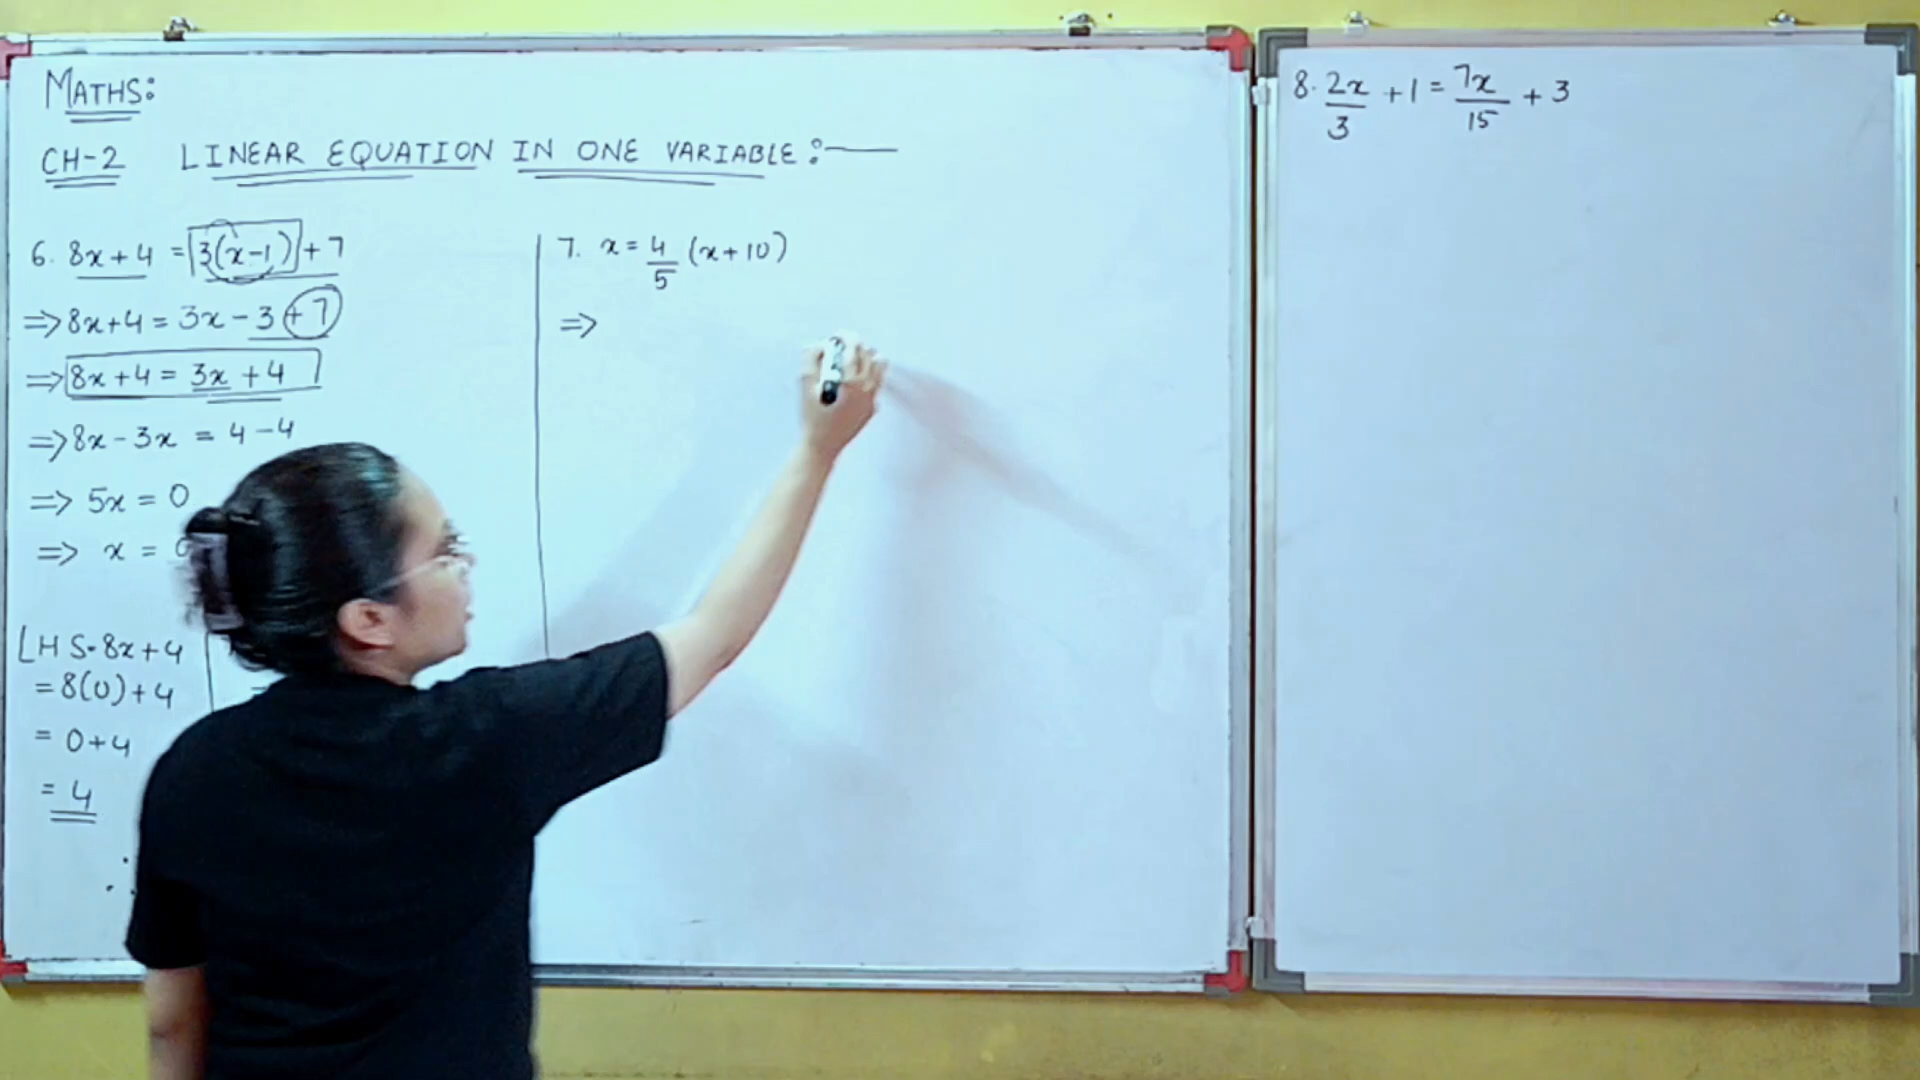 MATHS:
CH-2 LINEAR EQUATION IN ONE VARIABLE:—
6. 8x+4 = 3(x-1)+7
⇒ 8x+4 = 3x-3+7
⇒ 8x+4 = 3x+4
⇒ 8x-3x = 4-4
⇒ 5x = 0
⇒ x =
LHS. 8x+4
= 8(0)+4
= 0+4
= 4
7. x = 4/5 (x+10)
⇒
8. 2x/3 + 1 = 7x/15 + 3